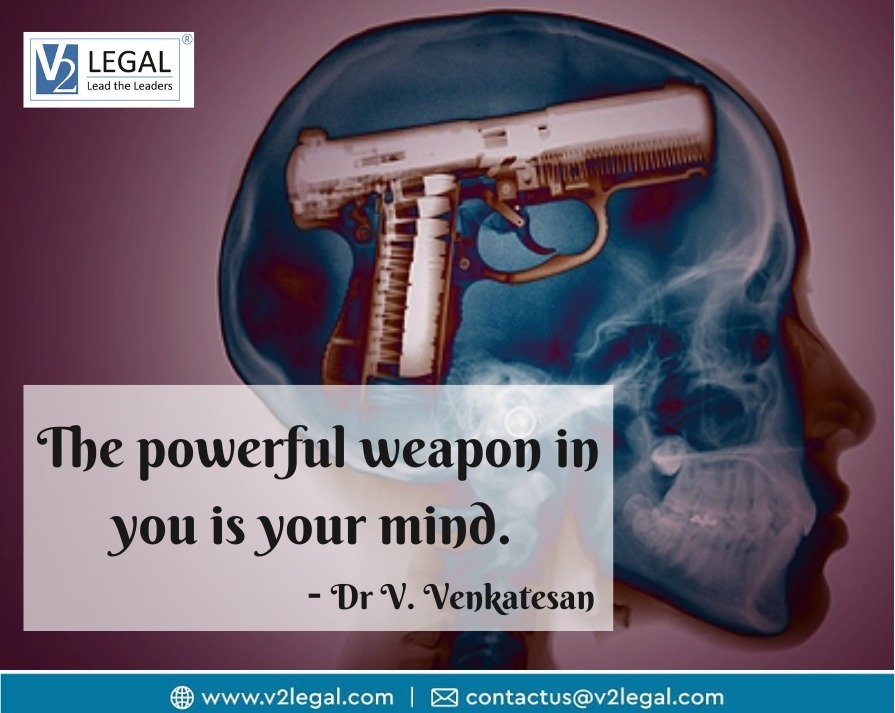 V2 LEGAL ®
Lead the Leaders
The powerful weapon in
you is your mind.
- Dr V. Venkatesan
www.v2legal.com | contactus@v2legal.com